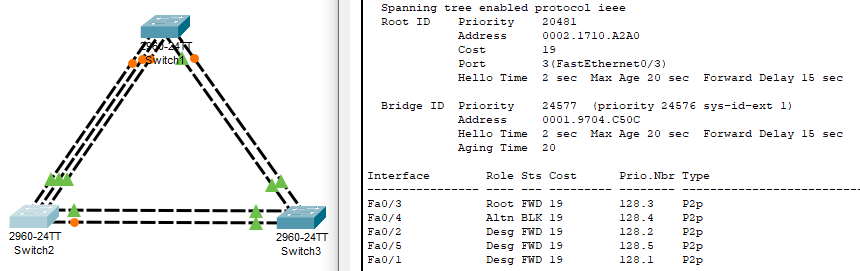 2960-24TT
Switch1
2960-24TT
Switch2
2960-24TT
Switch3
Spanning tree enabled protocol ieee
Root ID Priority 20481
Address 0002.1710.A2A0
Cost 19
Port 3(FastEthernet0/3)
Hello Time 2 sec Max Age 20 sec Forward Delay 15 sec
Bridge ID Priority 24577 (priority 24576 sys-id-ext 1)
Address 0001.9704.C50C
Hello Time 2 sec Max Age 20 sec Forward Delay 15 sec
Aging Time 20
Interface Role Sts Cost Prio.Nbr Type
Fa0/3 Root FWD 19 128.3 P2p
Fa0/4 Altn BLK 19 128.4 P2p
Fa0/2 Desg FWD 19 128.2 P2p
Fa0/5 Desg FWD 19 128.5 P2p
Fa0/1 Desg FWD 19 128.1 P2p